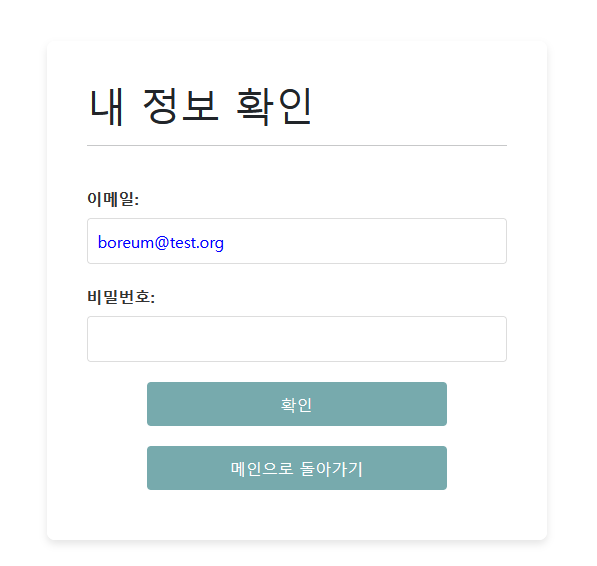 내 정보 확인
이메일:
boreum@test.org
비밀번호:
확인
메인으로 돌아가기